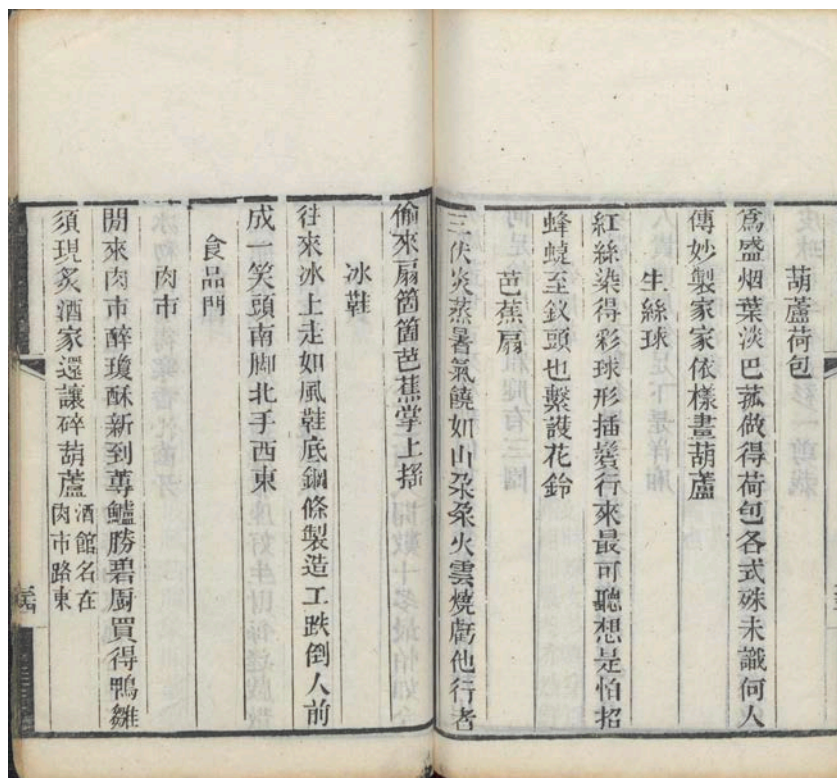 葫蘆荷包
爲盛烟葉淡巴菰做得荷包各式殊未識何人
傳妙製家家依樣畫葫蘆
生絲球
紅絲染得彩球形插鬢行來最可聽想是怕招
蜂蝶至釵頭也繫護花鈴
芭蕉扇
三伏炎蒸暑氣饒如山朶朶火雲燒虧他行者
偷來扇箇箇芭蕉掌上搖
冰鞋
往來冰上走如風鞋底鋼條製造工跌倒人前
成一笑頭南脚北手西東
食品門
肉市
閒來肉市醉瓊酥新到蓴鱸勝碧廚買得鴨雛
須現炙酒家還讓碎葫蘆
酒館名在
肉市路東